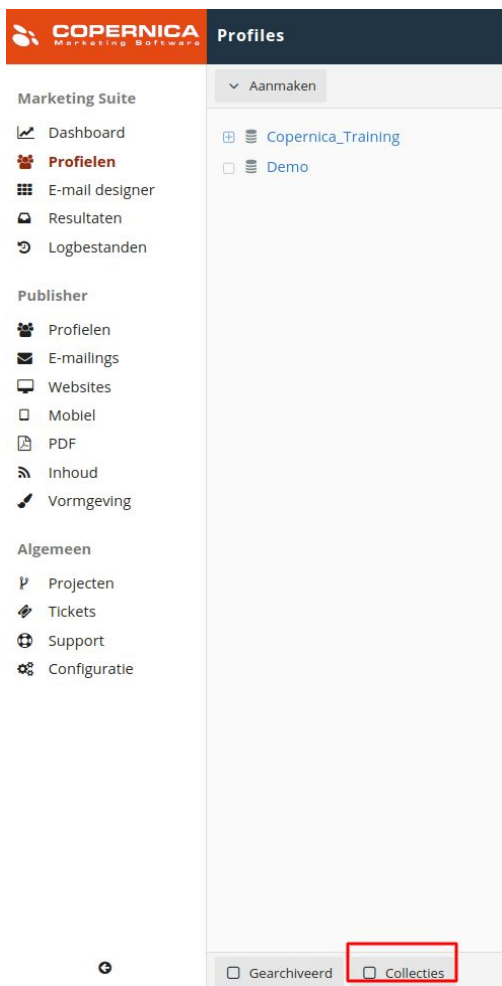 COPERNICA
Marketing Software
Profiles
Marketing Suite
Dashboard
Profielen
E-mail designer
Resultaten
Logbestanden
Publisher
Profielen
E-mailings
Websites
Mobiel
PDF
Inhoud
Vormgeving
Algemeen
Projecten
Tickets
Support
Configuratie
Aanmaken
Copernica_Training
Demo
Gearchiveerd
Collecties